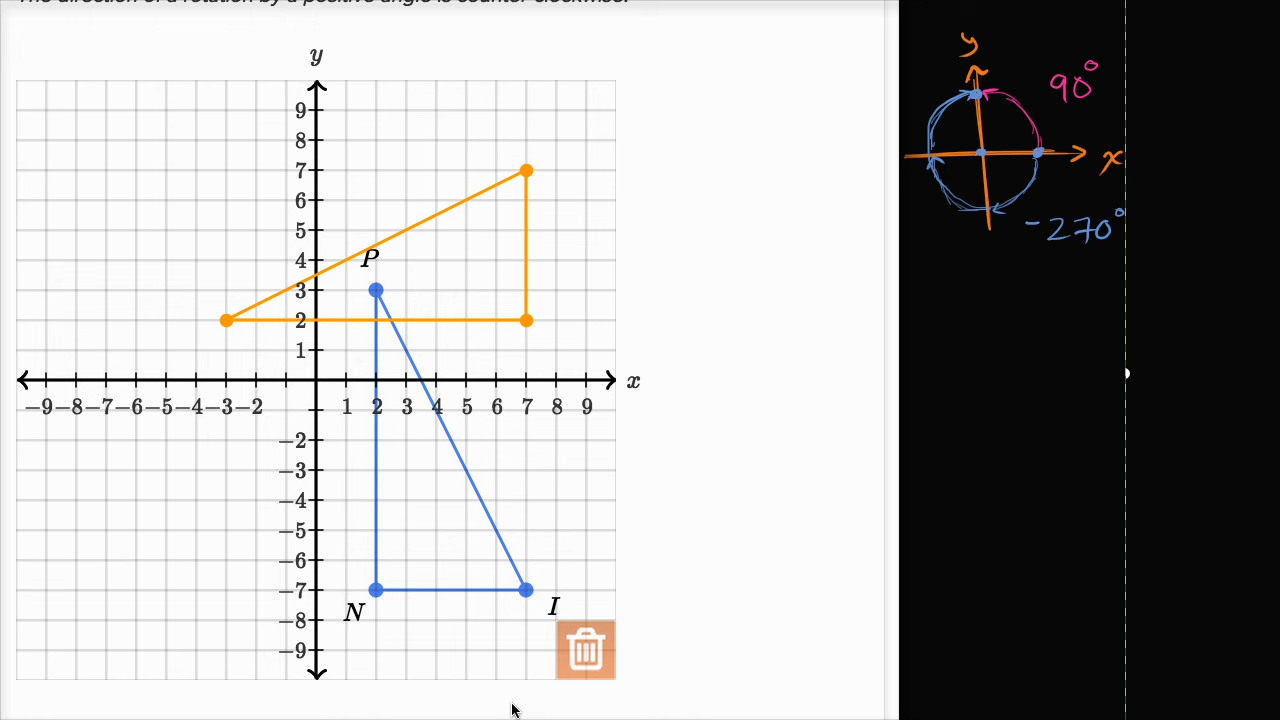 The direction of a rotation by a positive angle is counter-clockwise.
y
9
8
7
6
5
4
3
2
1
P
x
−9 −8 −7 −6 −5 −4 −3 −2 1 2 3 4 5 6 7 8 9
−2
−3
−4
−5
−6
−7
−8
−9
N
I
y
90°
x
-270°